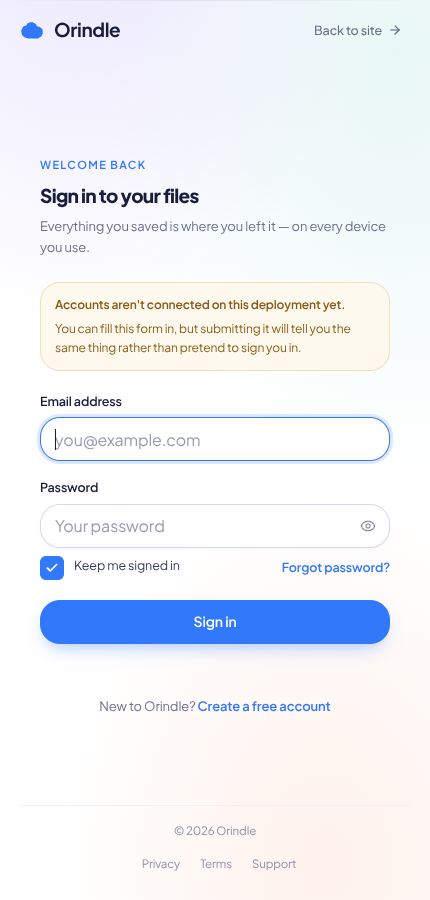 Orindle
Back to site
WELCOME BACK
Sign in to your files
Everything you saved is where you left it — on every device
you use.
Accounts aren't connected on this deployment yet.
You can fill this form in, but submitting it will tell you the
same thing rather than pretend to sign you in.
Email address
you@example.com
Password
Your password
Keep me signed in
Forgot password?
Sign in
New to Orindle? Create a free account
© 2026 Orindle
Privacy Terms Support